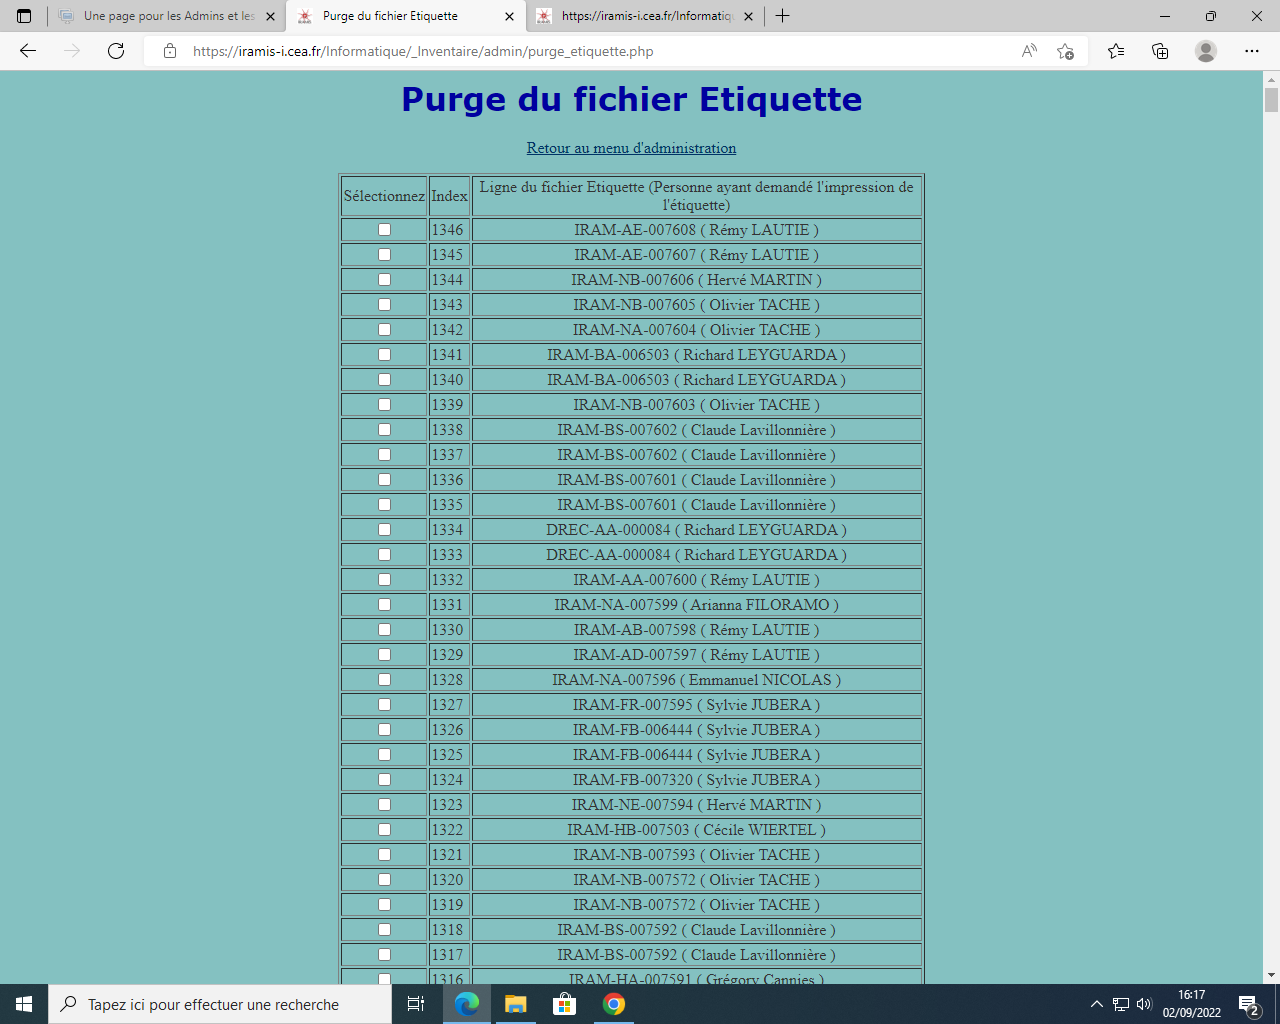 Une page pour les Admins et les
Purge du fichier Etiquette
https://iramis-i.cea.fr/Informatiqu
https://iramis-i.cea.fr/Informatique/_Inventaire/admin/purge_etiquette.php
Purge du fichier Etiquette
Retour au menu d'administration
Sélectionnez Index Ligne du fichier Etiquette (Personne ayant demandé l'impression de
l'étiquette)
1346 IRAM-AE-007608 ( Rémy LAUTIE )
1345 IRAM-AE-007607 ( Rémy LAUTIE )
1344 IRAM-NB-007606 ( Hervé MARTIN )
1343 IRAM-NB-007605 ( Olivier TACHE )
1342 IRAM-NA-007604 ( Olivier TACHE )
1341 IRAM-BA-006503 ( Richard LEYGUARDA )
1340 IRAM-BA-006503 ( Richard LEYGUARDA )
1339 IRAM-NB-007603 ( Olivier TACHE )
1338 IRAM-BS-007602 ( Claude Lavillonnière )
1337 IRAM-BS-007602 ( Claude Lavillonnière )
1336 IRAM-BS-007601 ( Claude Lavillonnière )
1335 IRAM-BS-007601 ( Claude Lavillonnière )
1334 DREC-AA-000084 ( Richard LEYGUARDA )
1333 DREC-AA-000084 ( Richard LEYGUARDA )
1332 IRAM-AA-007600 ( Rémy LAUTIE )
1331 IRAM-NA-007599 ( Arianna FILORAMO )
1330 IRAM-AB-007598 ( Rémy LAUTIE )
1329 IRAM-AD-007597 ( Rémy LAUTIE )
1328 IRAM-NA-007596 ( Emmanuel NICOLAS )
1327 IRAM-FR-007595 ( Sylvie JUBERA )
1326 IRAM-FB-006444 ( Sylvie JUBERA )
1325 IRAM-FB-006444 ( Sylvie JUBERA )
1324 IRAM-FB-007320 ( Sylvie JUBERA )
1323 IRAM-NE-007594 ( Hervé MARTIN )
1322 IRAM-HB-007503 ( Cécile WIERTEL )
1321 IRAM-NB-007593 ( Olivier TACHE )
1320 IRAM-NB-007572 ( Olivier TACHE )
1319 IRAM-NB-007572 ( Olivier TACHE )
1318 IRAM-BS-007592 ( Claude Lavillonnière )
1317 IRAM-BS-007592 ( Claude Lavillonnière )
1316 IRAM-HA-007591 ( Grégory Cannies )
Tapez ici pour effectuer une recherche
16:17
02/09/2022
2